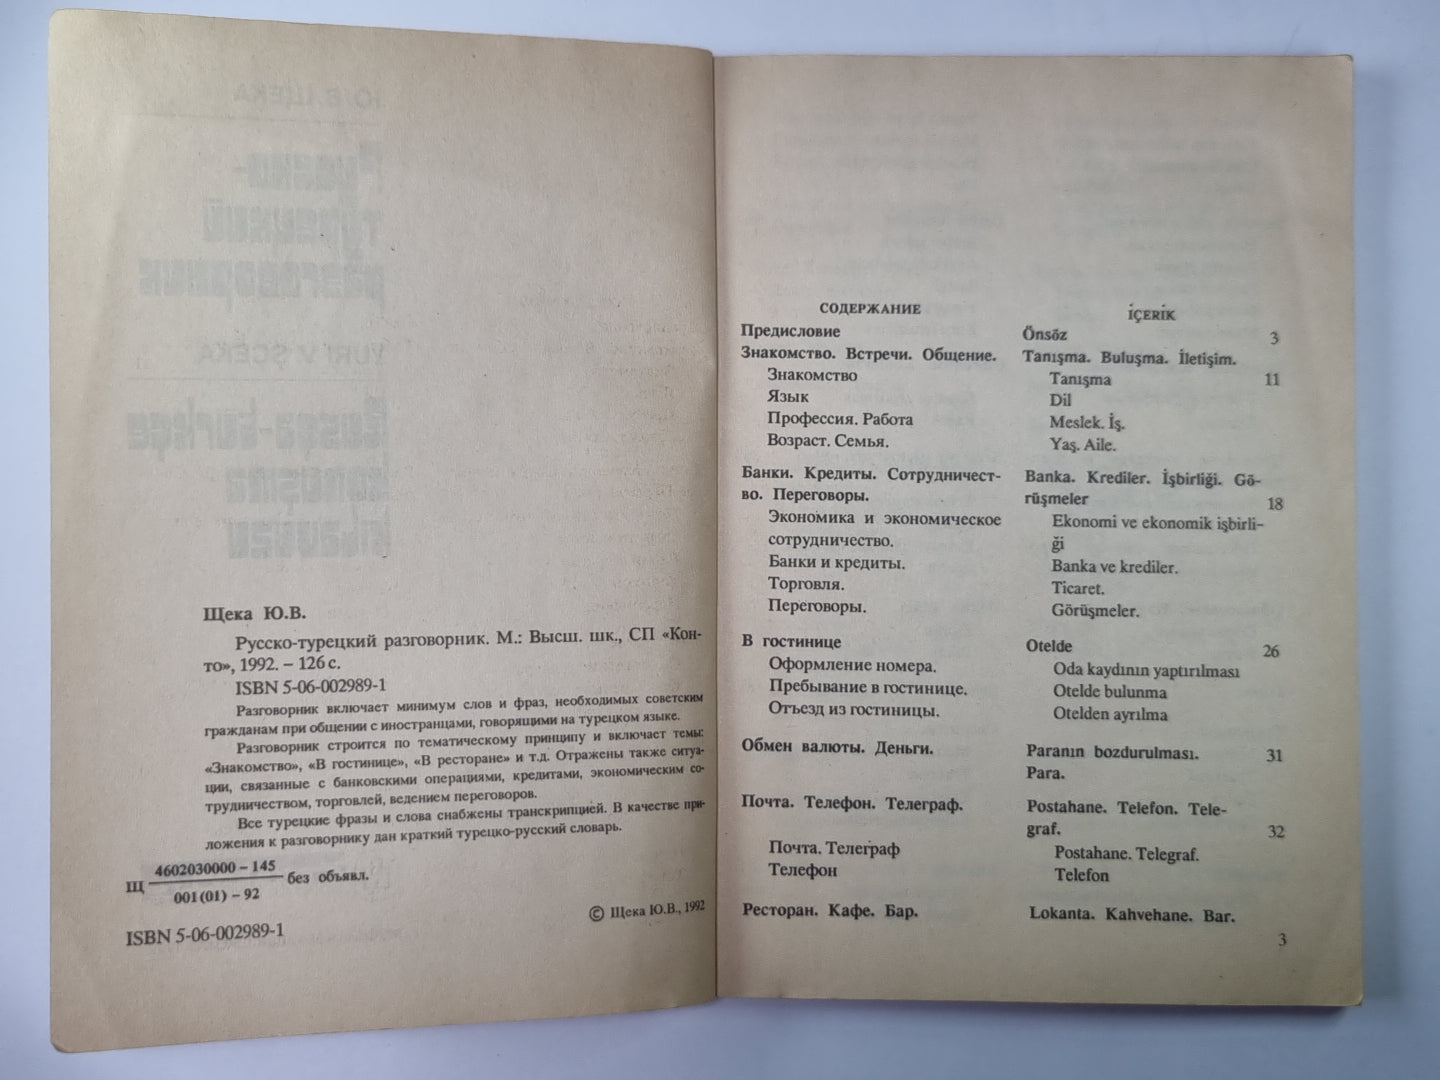 Щека Ю.В.
Русско-турецкий разговорник. М.: Высш. шк., СП «Кон-
то», 1992. – 126 с.
ISBN 5-06-002989-1
Разговорник включает минимум слов и фраз, необходимых советским
гражданам при общении с иностранцами, говорящими на турецком языке.
Разговорник строится по тематическому принципу и включает темы:
«Знакомство», «В гостинице», «В ресторане» и т.д. Отражены также ситуа-
ции, связанные с банковскими операциями, кредитами, экономическим со-
трудничеством, торговлей, ведением переговоров.
Все турецкие фразы и слова снабжены транскрипцией. В качестве при-
ложения к разговорнику дан краткий турецко-русский словарь.
Щ 4602030000 – 145
001(01) – 92 без объявл.
ISBN 5-06-002989-1
© Щека Ю.В., 1992
СОДЕРЖАНИЕ İÇERİK
Предисловие Önsöz 3
Знакомство. Встречи. Общение. Tanışma. Buluşma. İletişim.
Знакомство Tanışma 11
Язык Dil
Профессия. Работа Meslek. İş.
Возраст. Семья. Yaş. Aile.
Банки. Кредиты. Сотрудничест- Banka. Krediler. İşbirliği. Gö-
во. Переговоры. rüşmeler 18
Экономика и экономическое Ekonomi ve ekonomik işbirli-
сотрудничество. ği
Банки и кредиты. Banka ve krediler.
Торговля. Ticaret.
Переговоры. Görüşmeler.
В гостинице Otelde 26
Оформление номера. Oda kaydının yaptırılması
Пребывание в гостинице. Otelde bulunma
Отъезд из гостиницы. Otelden ayrılma
Обмен валюты. Деньги. Paranın bozdurulması. 31
Para.
Почта. Телефон. Телеграф. Postahane. Telefon. Tele-
graf. 32
Почта. Телеграф Postahane. Telegraf.
Телефон Telefon
Ресторан. Кафе. Бар. Lokanta. Kahvehane. Bar.
3